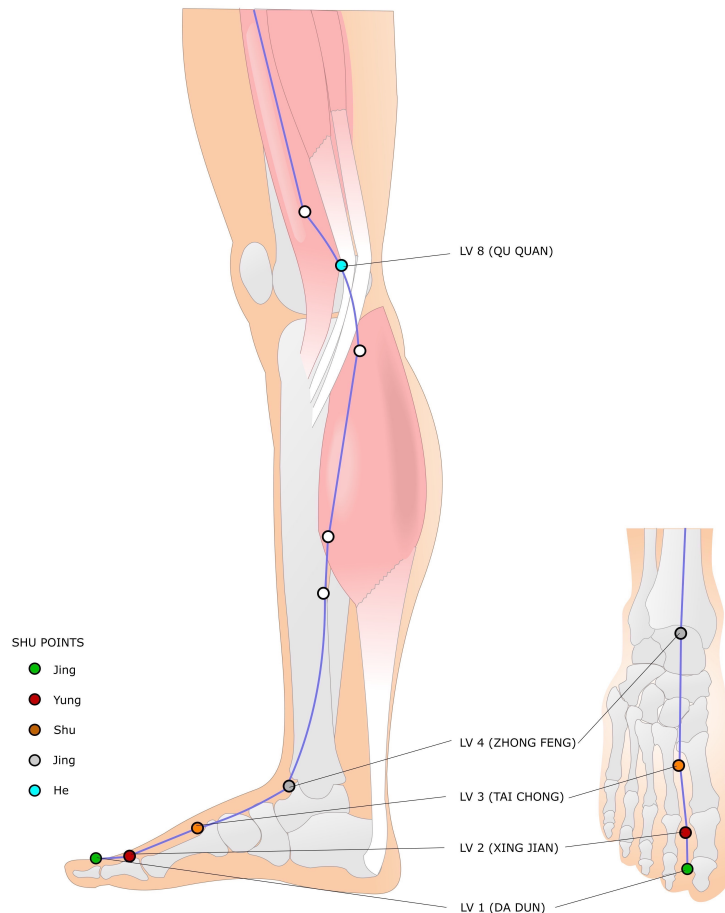 LV 8 (QU QUAN)
SHU POINTS
Jing
Yung
Shu
Jing
He
LV 4 (ZHONG FENG)
LV 3 (TAI CHONG)
LV 2 (XING JIAN)
LV 1 (DA DUN)